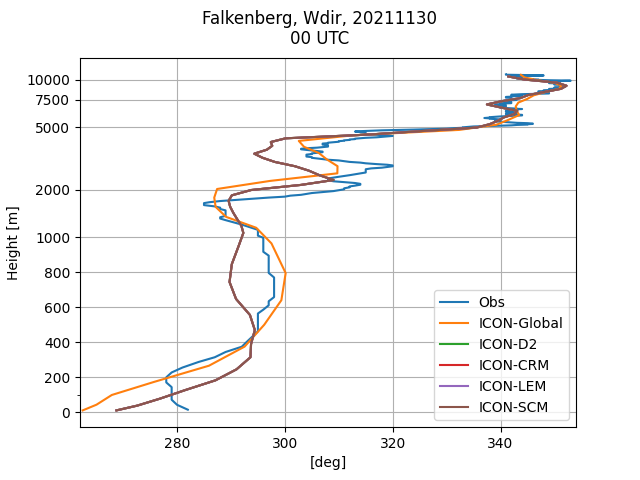 Falkenberg, Wdir, 20211130
00 UTC
10000
7500
5000
2000
1000
800
600
400
200
0
Height [m]
Obs
ICON-Global
ICON-D2
ICON-CRM
ICON-LEM
ICON-SCM
280
300
320
340
[deg]